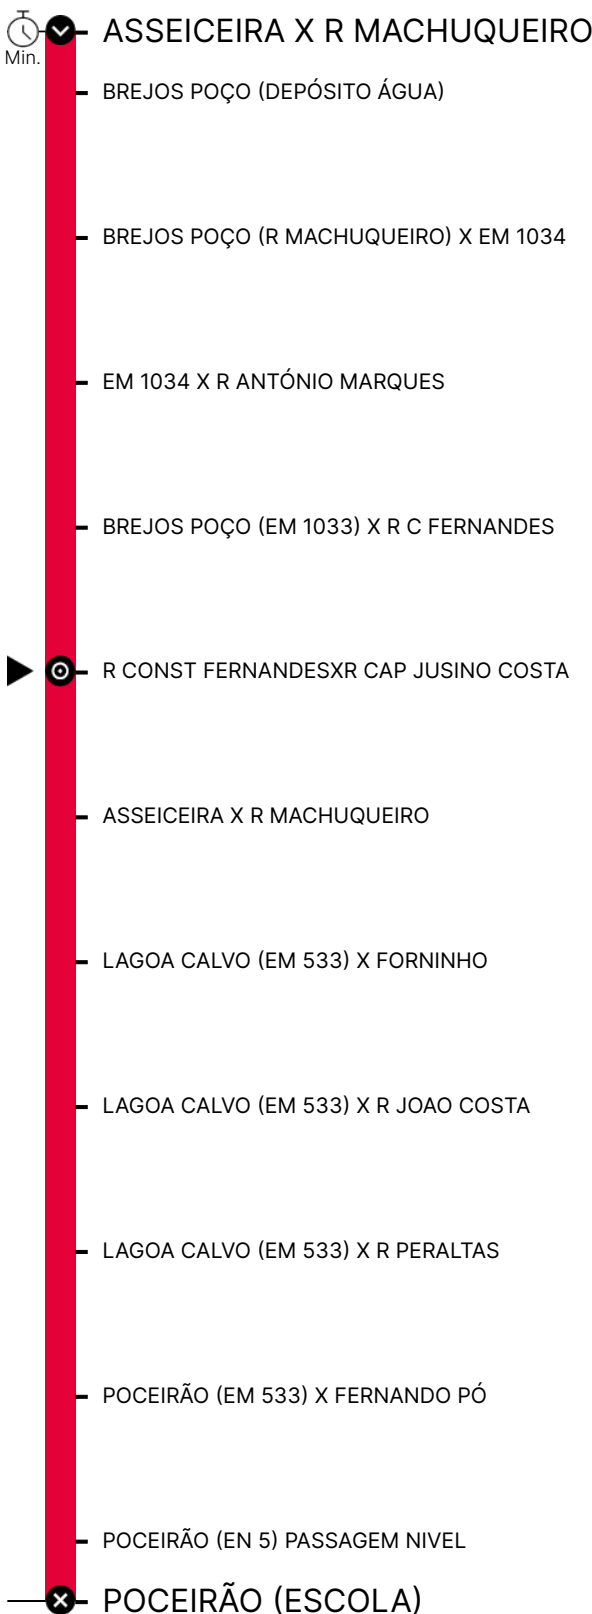 ASSEICEIRA X R MACHUQUEIRO
Min.
BREJOS POÇO (DEPÓSITO ÁGUA)
BREJOS POÇO (R MACHUQUEIRO) X EM 1034
EM 1034 X R ANTÓNIO MARQUES
BREJOS POÇO (EM 1033) X R C FERNANDES
R CONST FERNANDESXR CAP JUSINO COSTA
ASSEICEIRA X R MACHUQUEIRO
LAGOA CALVO (EM 533) X FORNINHO
LAGOA CALVO (EM 533) X R JOAO COSTA
LAGOA CALVO (EM 533) X R PERALTAS
POCEIRÃO (EM 533) X FERNANDO PÓ
POCEIRÃO (EN 5) PASSAGEM NIVEL
POCEIRÃO (ESCOLA)